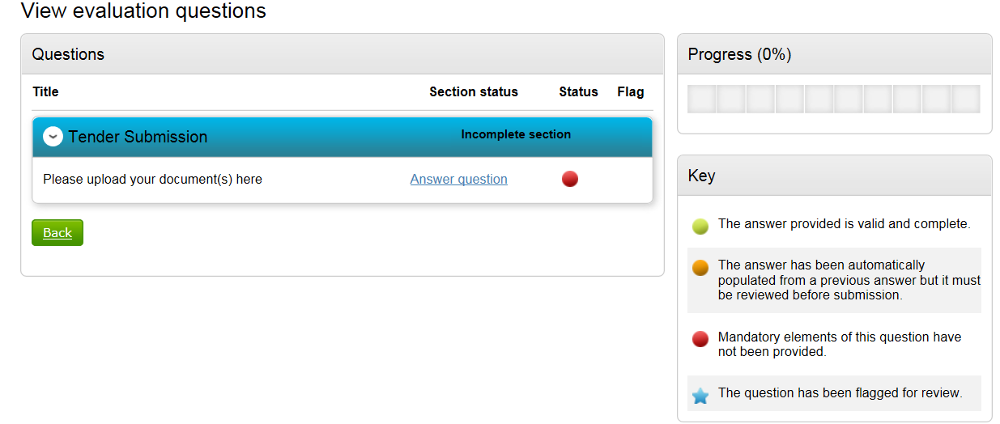 View evaluation questions
Questions
Title Section status Status Flag
Tender Submission Incomplete section
Please upload your document(s) here Answer question
Back
Progress (0%)
Key
The answer provided is valid and complete.
The answer has been automatically
populated from a previous answer but it must
be reviewed before submission.
Mandatory elements of this question have
not been provided.
The question has been flagged for review.